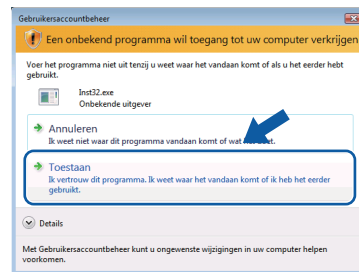 Gebruikersaccountbeheer
Een onbekend programma wil toegang tot uw computer verkrijgen
Voer het programma niet uit tenzij u weet waar het vandaan komt of als u het eerder hebt
gebruikt.
Inst32.exe
Onbekende uitgever
Annuleren
Ik weet niet waar dit programma vandaan komt of wat het doet.
Toestaan
Ik vertrouw dit programma. Ik weet waar het vandaan komt of ik heb het eerder
gebruikt.
Details
Met Gebruikersaccountbeheer kunt u ongewenste wijzigingen in uw computer helpen
voorkomen.